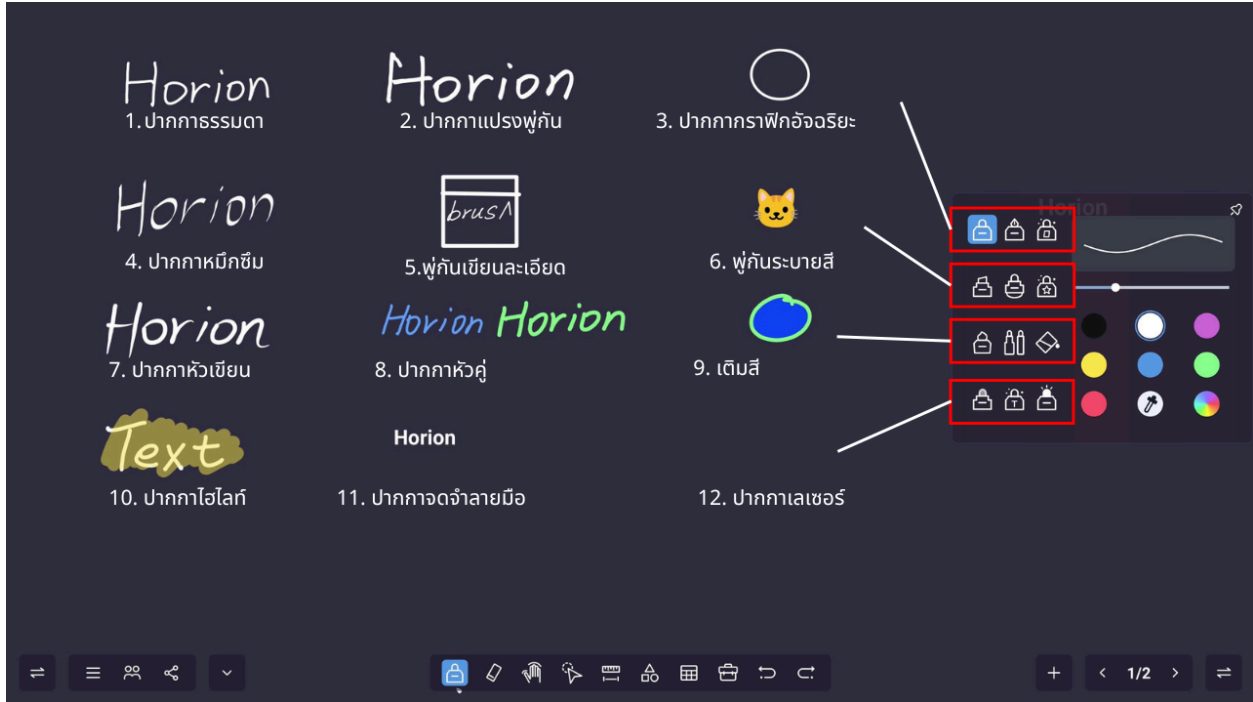 Horion
1.ปากกาธรรมดา
Horion
2. ปากกาแปรงพู่กัน
3. ปากกากราฟิกอัจฉริยะ
Horion
4. ปากกาหมึกซึม
brush
5.พู่กันเขียนละเอียด
6. พู่กันระบายสี
Horion
7. ปากกาหัวเขียน
Horion Horion
8. ปากกาหัวคู่
9. เติมสี
Text
10. ปากกาไฮไลท์
Horion
11. ปากกาจดจำลายมือ
12. ปากกาเลเซอร์
Horion
1/2